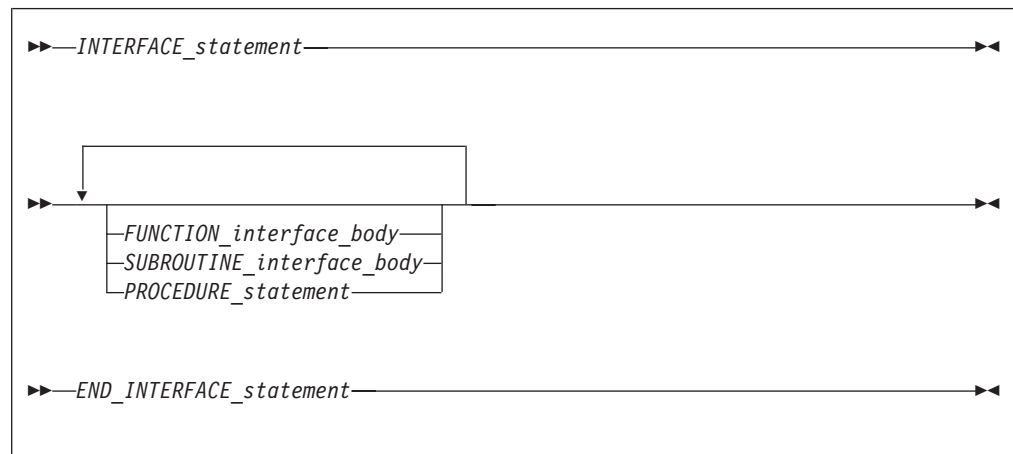 INTERFACE_statement
FUNCTION_interface_body
SUBROUTINE_interface_body
PROCEDURE_statement
END_INTERFACE_statement